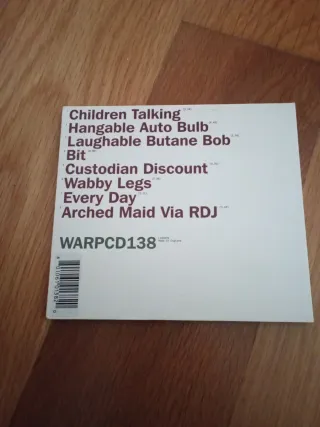 Children Talking
Hangable Auto Bulb
Laughable Butane Bob
Bit
Custodian Discount
Wabby Legs
Every Day
Arched Maid Via RDJ
WARPCD138